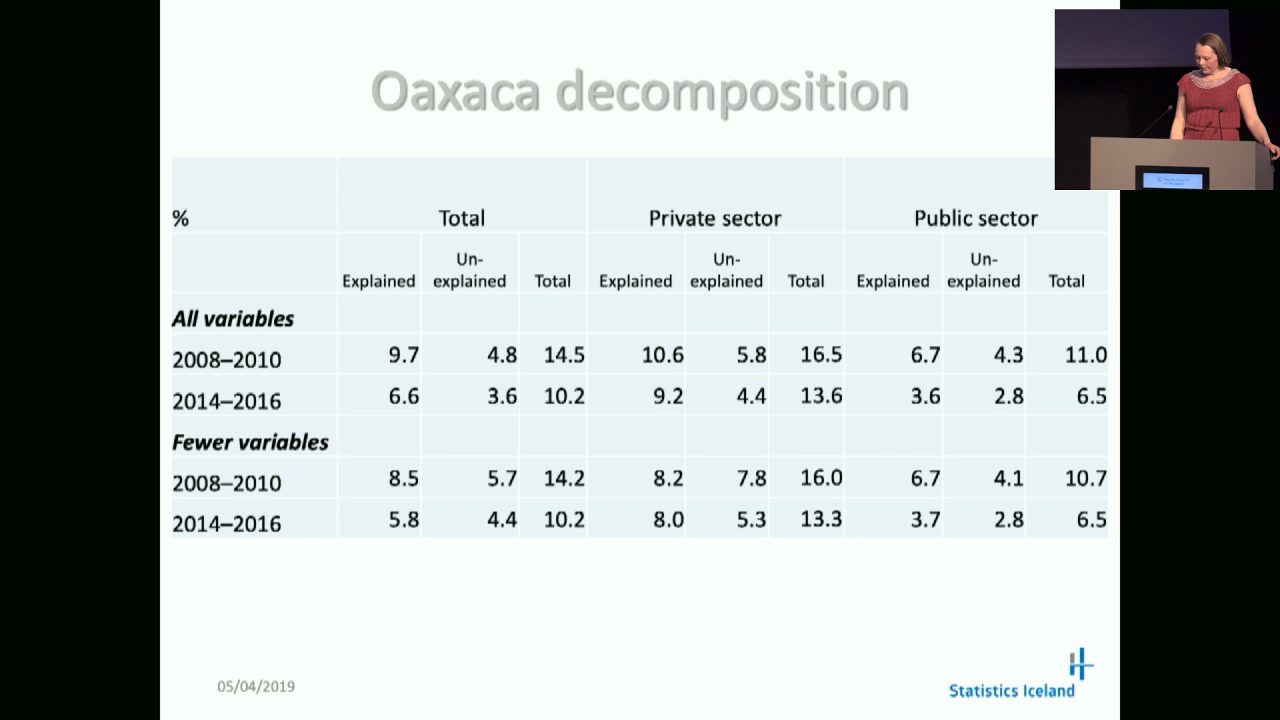 Oaxaca decomposition
% Total Private sector Public sector
Explained Un-explained Total Explained Un-explained Total Explained Un-explained Total
All variables
2008–2010 9.7 4.8 14.5 10.6 5.8 16.5 6.7 4.3 11.0
2014–2016 6.6 3.6 10.2 9.2 4.4 13.6 3.6 2.8 6.5
Fewer variables
2008–2010 8.5 5.7 14.2 8.2 7.8 16.0 6.7 4.1 10.7
2014–2016 5.8 4.4 10.2 8.0 5.3 13.3 3.7 2.8 6.5
05/04/2019
Statistics Iceland